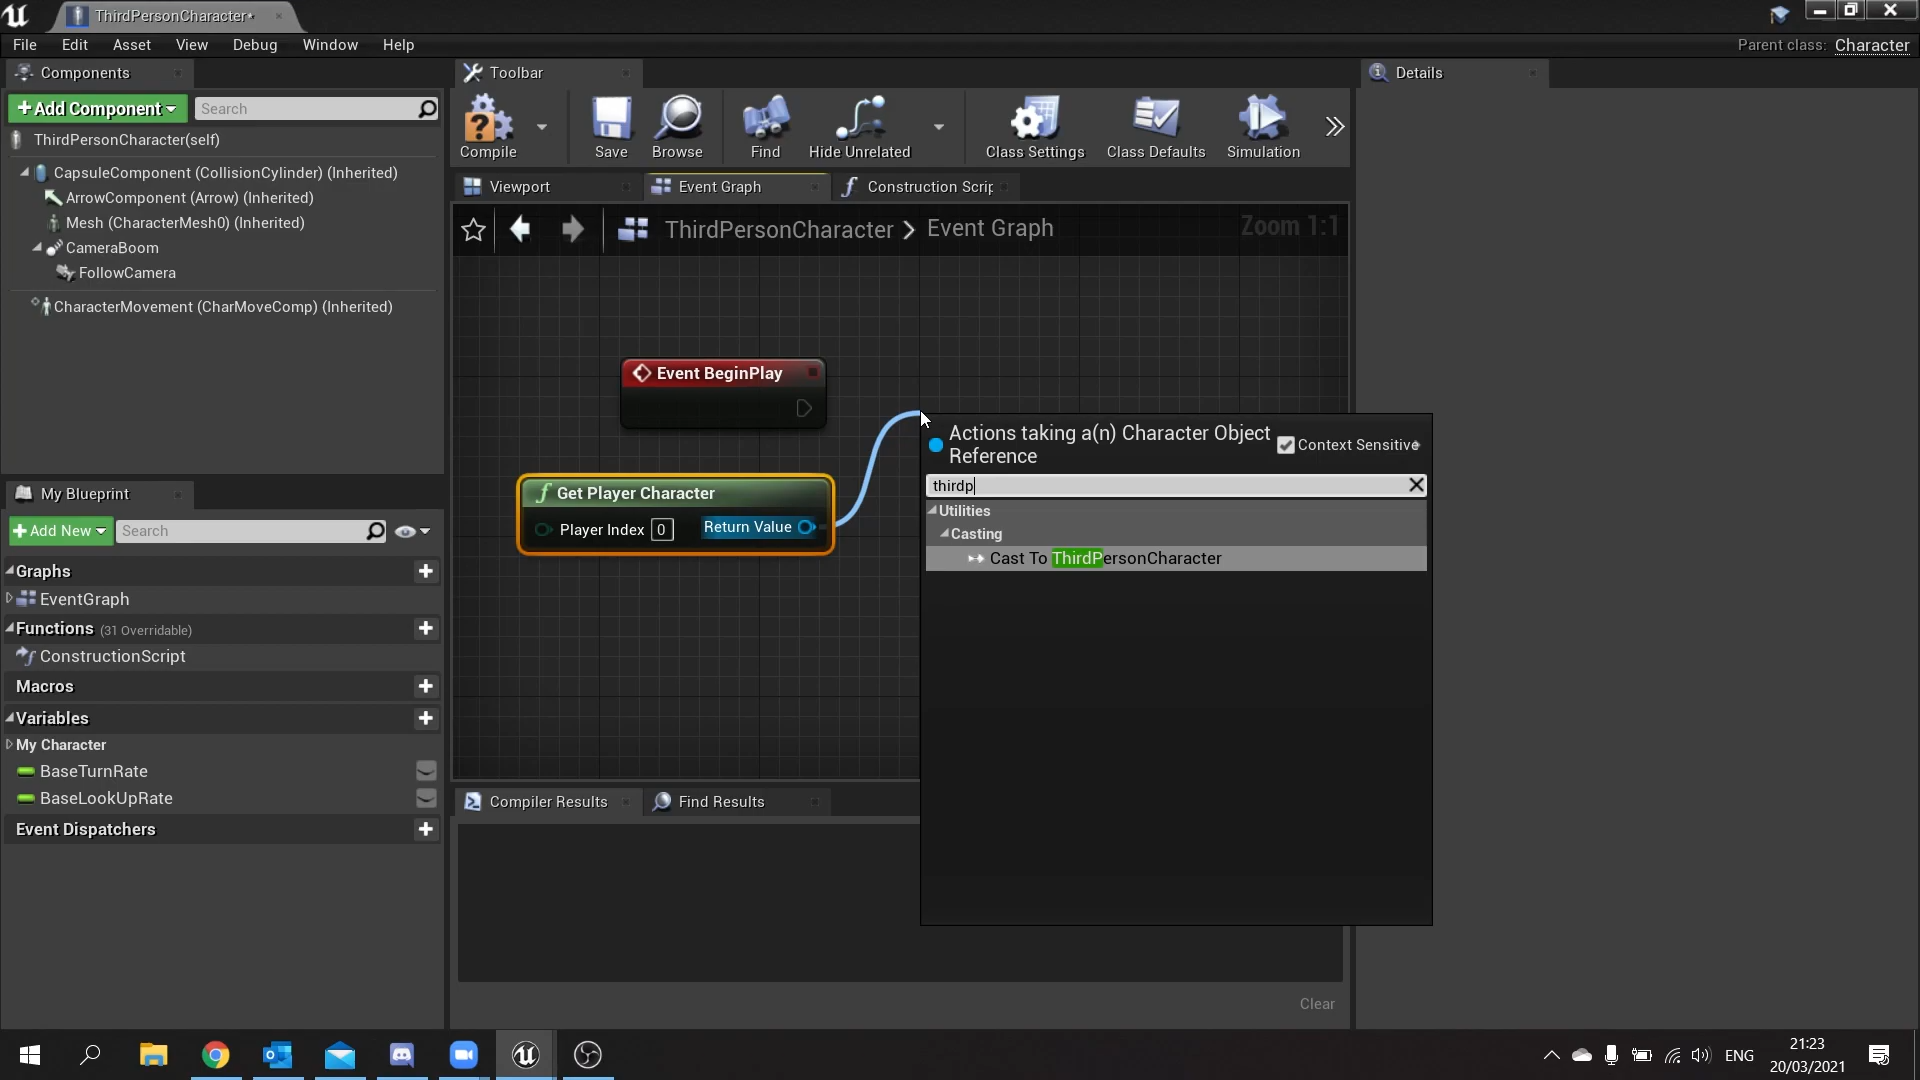 ThirdPersonCharacter*
File Edit Asset View Debug Window Help
Parent class: Character
Components
Toolbar
Details
+ Add Component
Search
Compile
Save
Browse
Find
Hide Unrelated
Class Settings
Class Defaults
Simulation
ThirdPersonCharacter(self)
CapsuleComponent (CollisionCylinder) (Inherited)
ArrowComponent (Arrow) (Inherited)
Mesh (CharacterMesh0) (Inherited)
CameraBoom
FollowCamera
CharacterMovement (CharMoveComp) (Inherited)
Viewport
Event Graph
Construction Scrip
ThirdPersonCharacter > Event Graph
Zoom 1:1
Event BeginPlay
Get Player Character
Player Index 0
Return Value
Actions taking a(n) Character Object
Reference
Context Sensitive
thirdp
Utilities
Casting
Cast To ThirdPersonCharacter
My Blueprint
+ Add New
Search
Graphs
EventGraph
Functions (31 Overridable)
ConstructionScript
Macros
Variables
My Character
BaseTurnRate
BaseLookUpRate
Event Dispatchers
Compiler Results
Find Results
Clear
ENG
21:23
20/03/2021